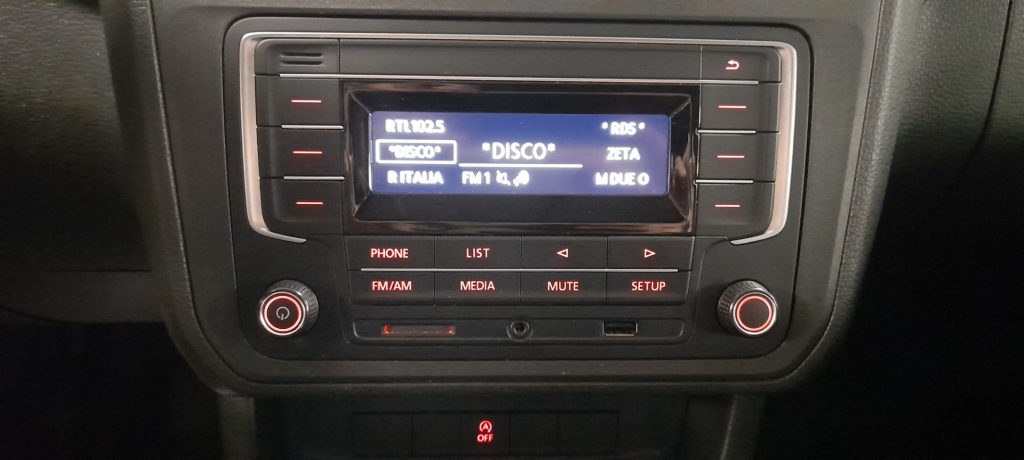 RTL102.5
*DISCO*
R ITALIA
*DISCO*
FM 1
* RDS *
ZETA
M DUE O
PHONE
LIST
FM/AM
MEDIA
MUTE
SETUP
A
OFF